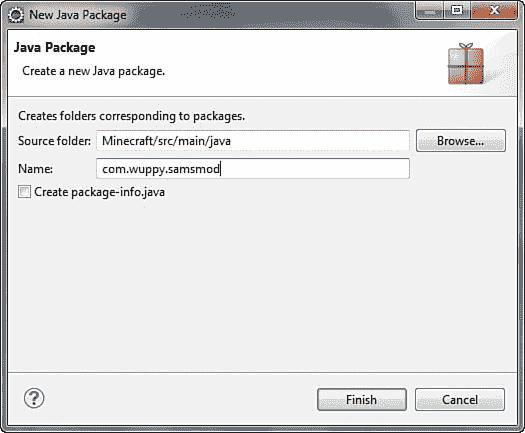 New Java Package
Java Package
Create a new Java package.
Creates folders corresponding to packages.
Source folder: Minecraft/src/main/java Browse...
Name: com.wuppy.samsmod
Create package-info.java
? Finish Cancel